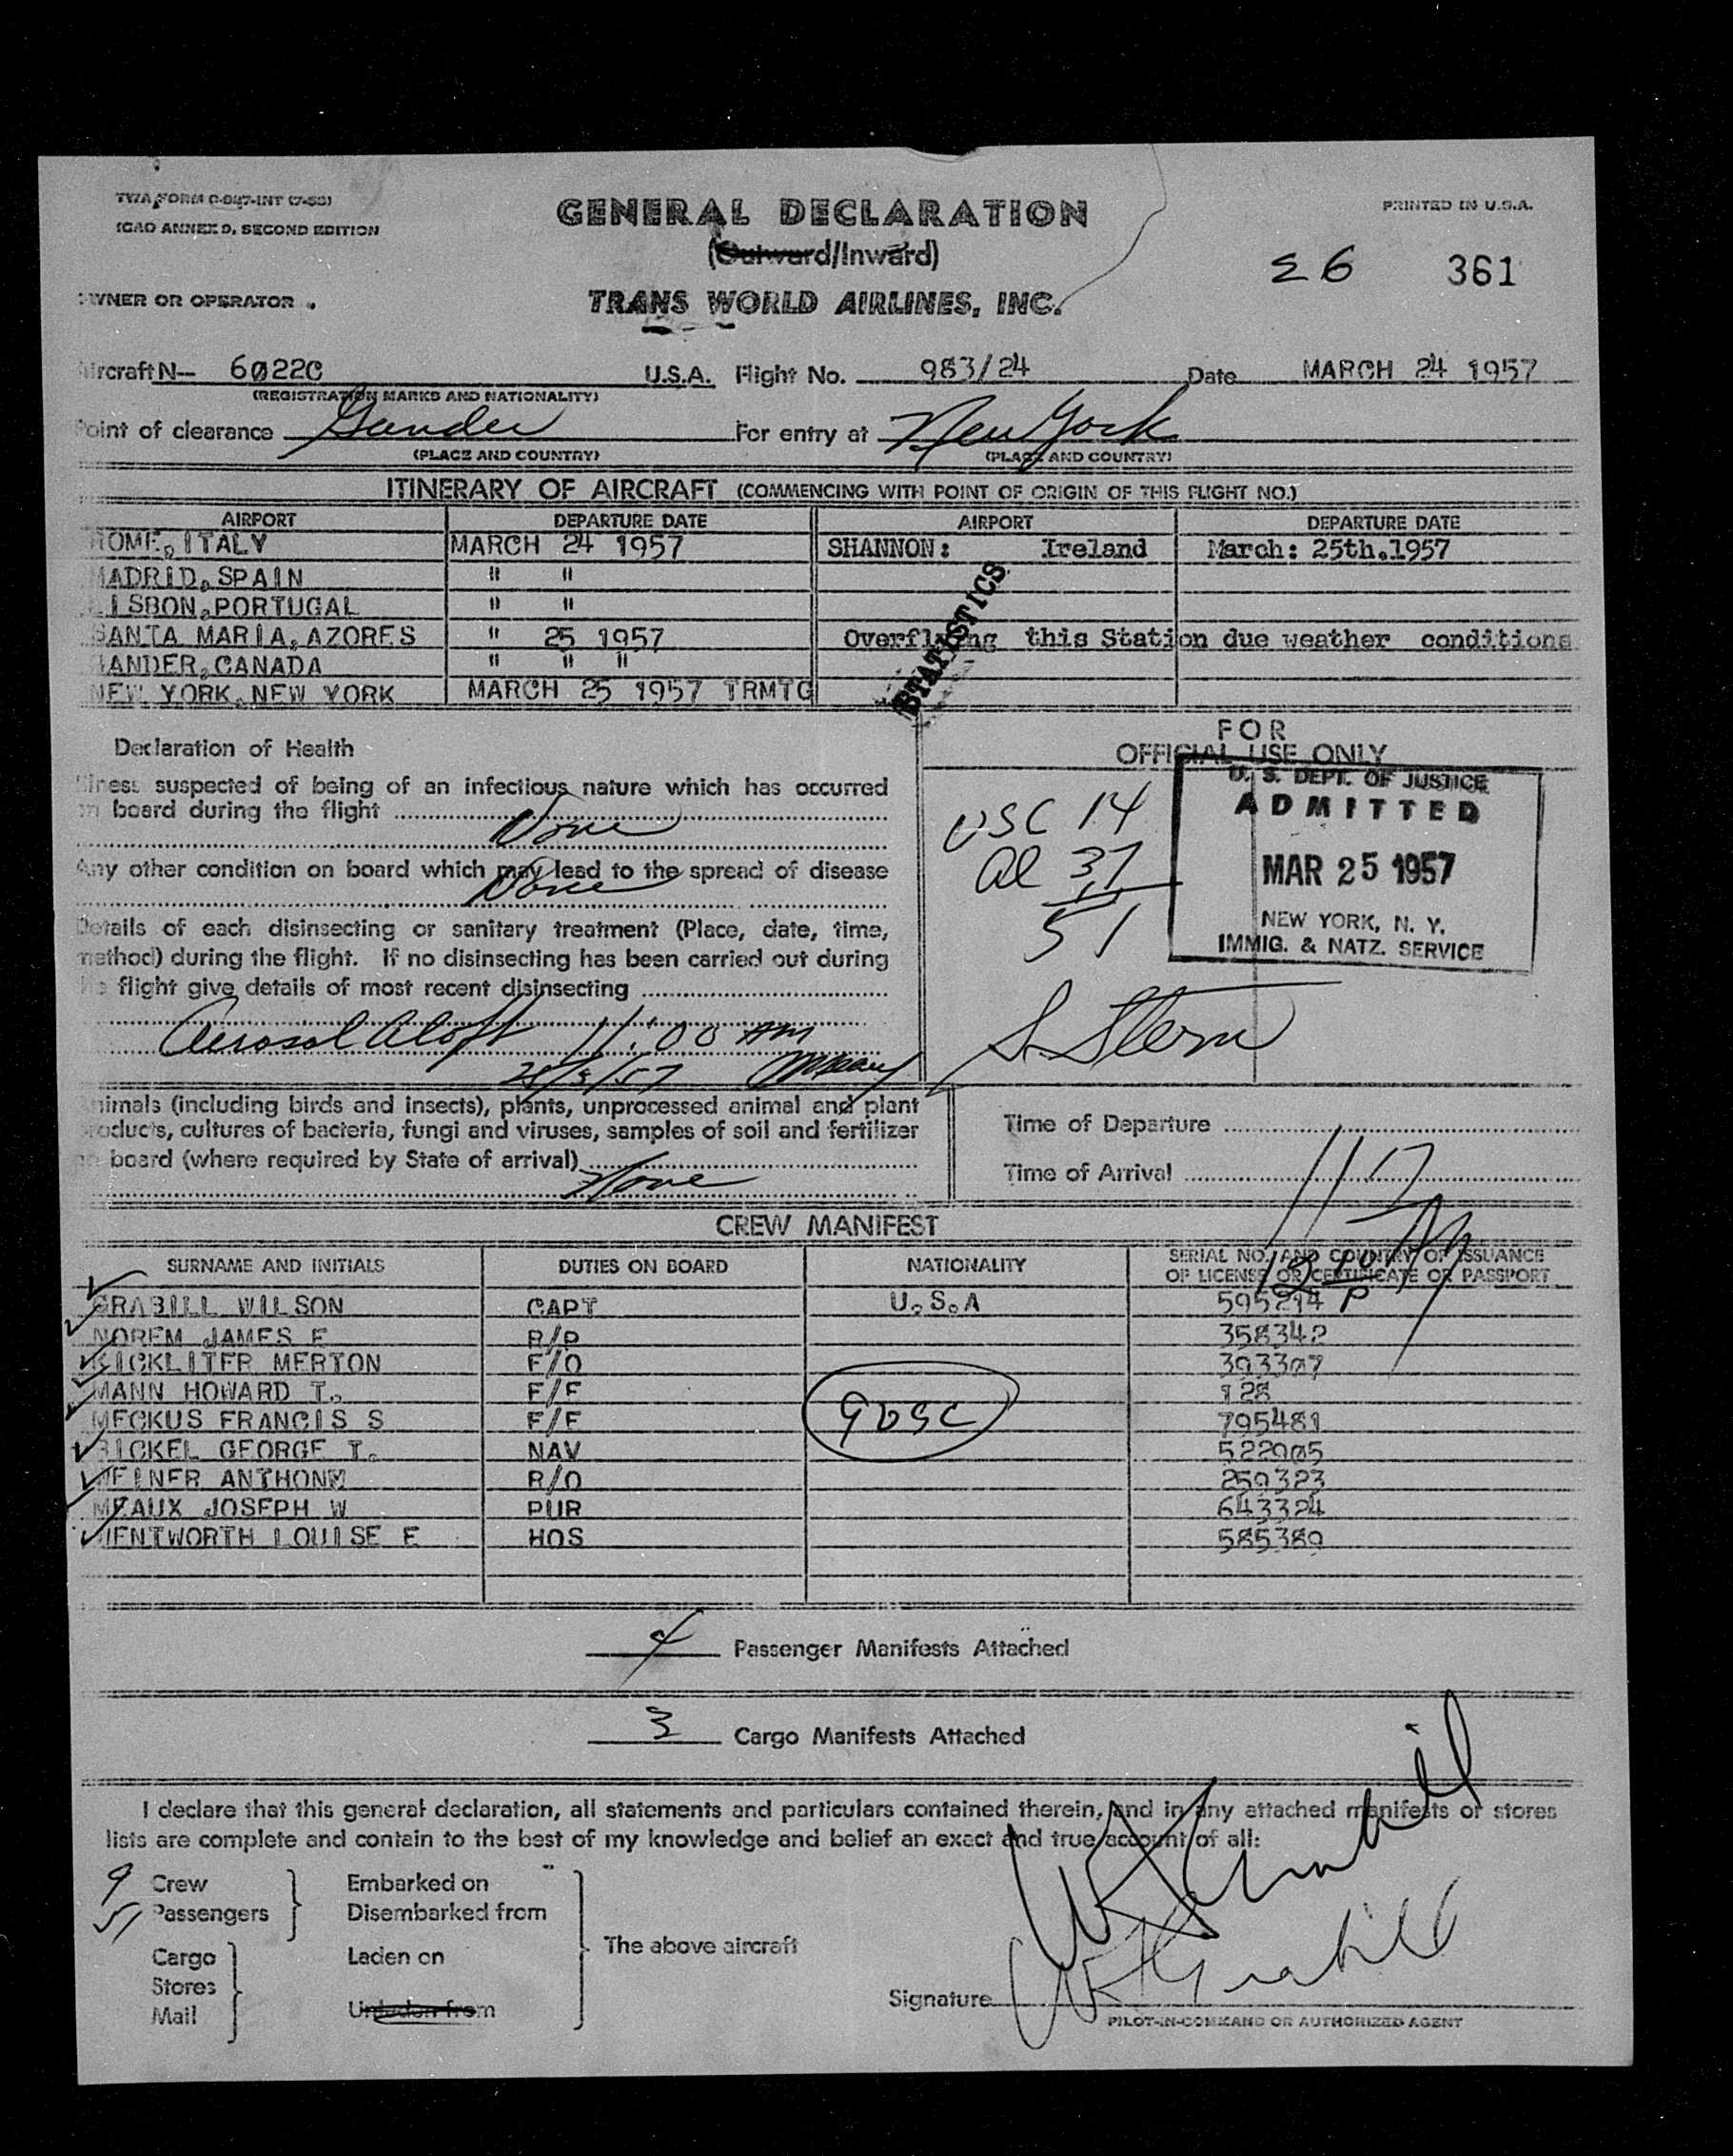 TWA FORM C-847-INT (7-53)
ICAO ANNEX 9, SECOND EDITION
GENERAL DECLARATION
(Outward/Inward)
PRINTED IN U.S.A.
E6 361
OWNER OR OPERATOR
TRANS WORLD AIRLINES, INC.
Aircraft N-- 6022C U.S.A. Flight No. 983/24 Date MARCH 24 1957
(REGISTRATION MARKS AND NATIONALITY)
Point of clearance Gander For entry at New York
(PLACE AND COUNTRY) (PLACE AND COUNTRY)
ITINERARY OF AIRCRAFT (COMMENCING WITH POINT OF ORIGIN OF THIS FLIGHT NO.)
AIRPORT DEPARTURE DATE AIRPORT DEPARTURE DATE
ROME, ITALY MARCH 24 1957 SHANNON: Ireland March: 25th.1957
MADRID, SPAIN " "
LISBON, PORTUGAL " "
SANTA MARIA, AZORES " 25 1957 Overflying this Station due weather conditions
GANDER, CANADA " " "
NEW YORK, NEW YORK MARCH 25 1957 TRMTG
STATISTICS
Declaration of Health
Illness suspected of being of an infectious nature which has occurred
on board during the flight
None
Any other condition on board which may lead to the spread of disease
None
Details of each disinsecting or sanitary treatment (Place, date, time,
method) during the flight. If no disinsecting has been carried out during
the flight give details of most recent disinsecting
Aerosol Aloft 11:00 AM
25/3/57
FOR
OFFICIAL USE ONLY
USC 14
Al 37
51
U. S. DEPT. OF JUSTICE
ADMITTED
MAR 25 1957
NEW YORK, N. Y.
IMMIG. & NATZ. SERVICE
S. Stern
Animals (including birds and insects), plants, unprocessed animal and plant
products, cultures of bacteria, fungi and viruses, samples of soil and fertilizer
on board (where required by State of arrival)
None
Time of Departure
Time of Arrival
CREW MANIFEST
SURNAME AND INITIALS DUTIES ON BOARD NATIONALITY SERIAL NO. AND COUNTRY OF ISSUANCE
OF LICENSE OR CERTIFICATE OR PASSPORT
GRABILL WILSON CAPT U.S.A 595214 P
NOREM JAMES E R/P 358342
KICKLITER MERTON F/O 393307
MANN HOWARD T. F/E 128
MECKUS FRANCIS S F/E 795481
BICKEL GEORGE T. NAV 522005
ANTHONY R/O 259323
MEAUX JOSEPH W PUR 643324
WENTWORTH LOUISE E HOS 585389
9 USC
4 Passenger Manifests Attached
3 Cargo Manifests Attached
I declare that this general declaration, all statements and particulars contained therein, and in any attached manifests or stores
lists are complete and contain to the best of my knowledge and belief an exact and true account of all:
9 Crew
51 Passengers
Embarked on
Disembarked from
Cargo
Stores
Mail
Laden on
Unladen from
The above aircraft
W Grabill
W Grabill
Signature
PILOT-IN-COMMAND OR AUTHORIZED AGENT